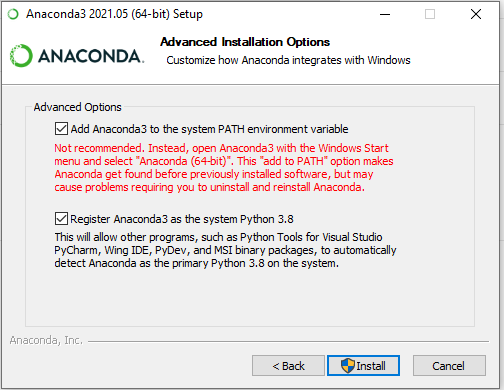 Anaconda3 2021.05 (64-bit) Setup
ANACONDA.
Advanced Installation Options
Customize how Anaconda integrates with Windows
Advanced Options
Add Anaconda3 to the system PATH environment variable
Not recommended. Instead, open Anaconda3 with the Windows Start
menu and select "Anaconda (64-bit)". This "add to PATH" option makes
Anaconda get found before previously installed software, but may
cause problems requiring you to uninstall and reinstall Anaconda.
Register Anaconda3 as the system Python 3.8
This will allow other programs, such as Python Tools for Visual Studio
PyCharm, Wing IDE, PyDev, and MSI binary packages, to automatically
detect Anaconda as the primary Python 3.8 on the system.
Anaconda, Inc.
< Back
Install
Cancel